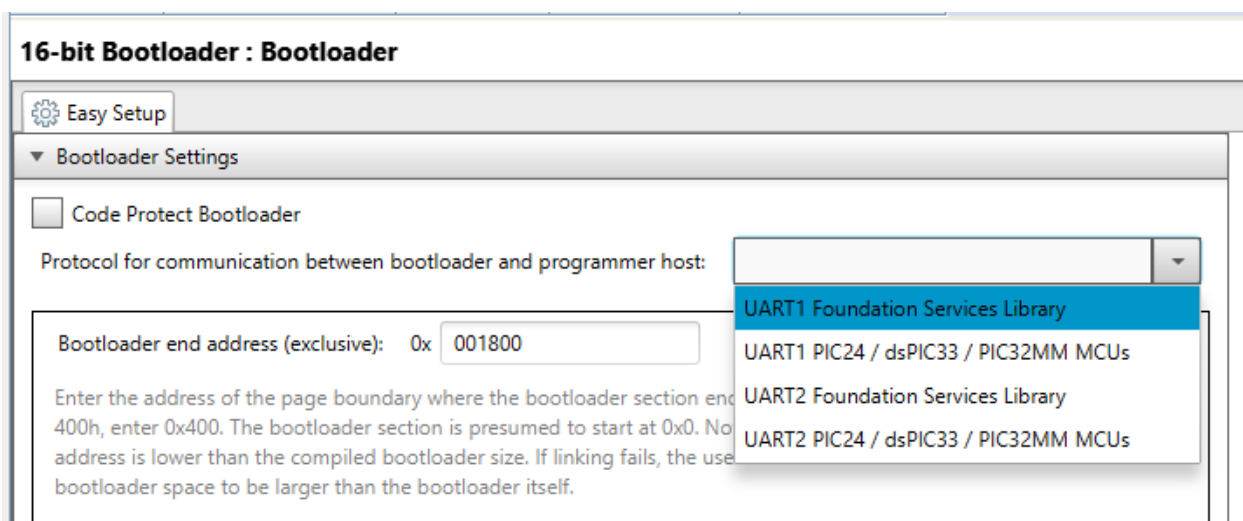 16-bit Bootloader : Bootloader
Easy Setup
Bootloader Settings
Code Protect Bootloader
Protocol for communication between bootloader and programmer host:
UART1 Foundation Services Library
UART1 PIC24 / dsPIC33 / PIC32MM MCUs
UART2 Foundation Services Library
UART2 PIC24 / dsPIC33 / PIC32MM MCUs
Bootloader end address (exclusive): 0x 001800
Enter the address of the page boundary where the bootloader section
400h, enter 0x400. The bootloader section is presumed to start at 0x0.
address is lower than the compiled bootloader size. If linking fails, the
bootloader space to be larger than the bootloader itself.